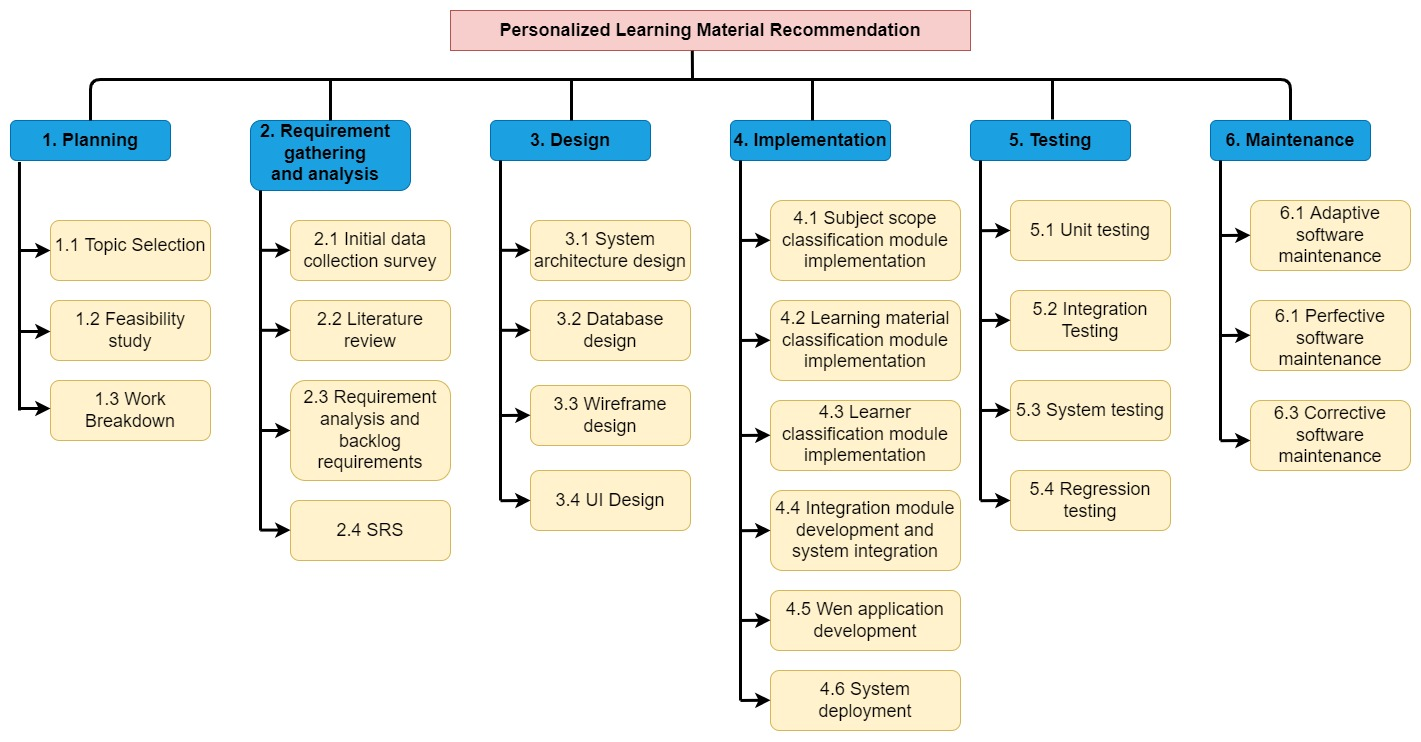 Personalized Learning Material Recommendation
1. Planning
1.1 Topic Selection
1.2 Feasibility
study
1.3 Work
Breakdown
2. Requirement
gathering
and analysis
2.1 Initial data
collection survey
2.2 Literature
review
2.3 Requirement
analysis and
backlog
requirements
2.4 SRS
3. Design
3.1 System
architecture design
3.2 Database
design
3.3 Wireframe
design
3.4 UI Design
4. Implementation
4.1 Subject scope
classification module
implementation
4.2 Learning material
classification module
implementation
4.3 Learner
classification module
implementation
4.4 Integration module
development and
system integration
4.5 Wen application
development
4.6 System
deployment
5. Testing
5.1 Unit testing
5.2 Integration
Testing
5.3 System testing
5.4 Regression
testing
6. Maintenance
6.1 Adaptive
software
maintenance
6.1 Perfective
software
maintenance
6.3 Corrective
software
maintenance